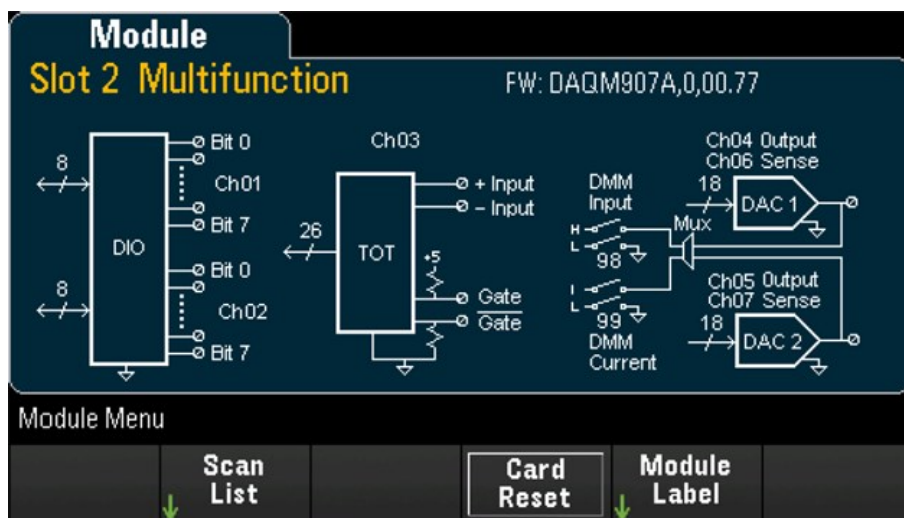 Module
Slot 2 Multifunction
FW: DAQM907A,0,00.77
8
DIO
8
Bit 0
Ch01
Bit 7
Bit 0
Ch02
Bit 7
Ch03
26
TOT
+ Input
- Input
+5
Gate
Gate
DMM
Input
H
L
98
I
L
99
DMM
Current
Mux
Ch04 Output
Ch06 Sense
18
DAC 1
Ch05 Output
Ch07 Sense
18
DAC 2
Module Menu
Scan
List
Card
Reset
Module
Label